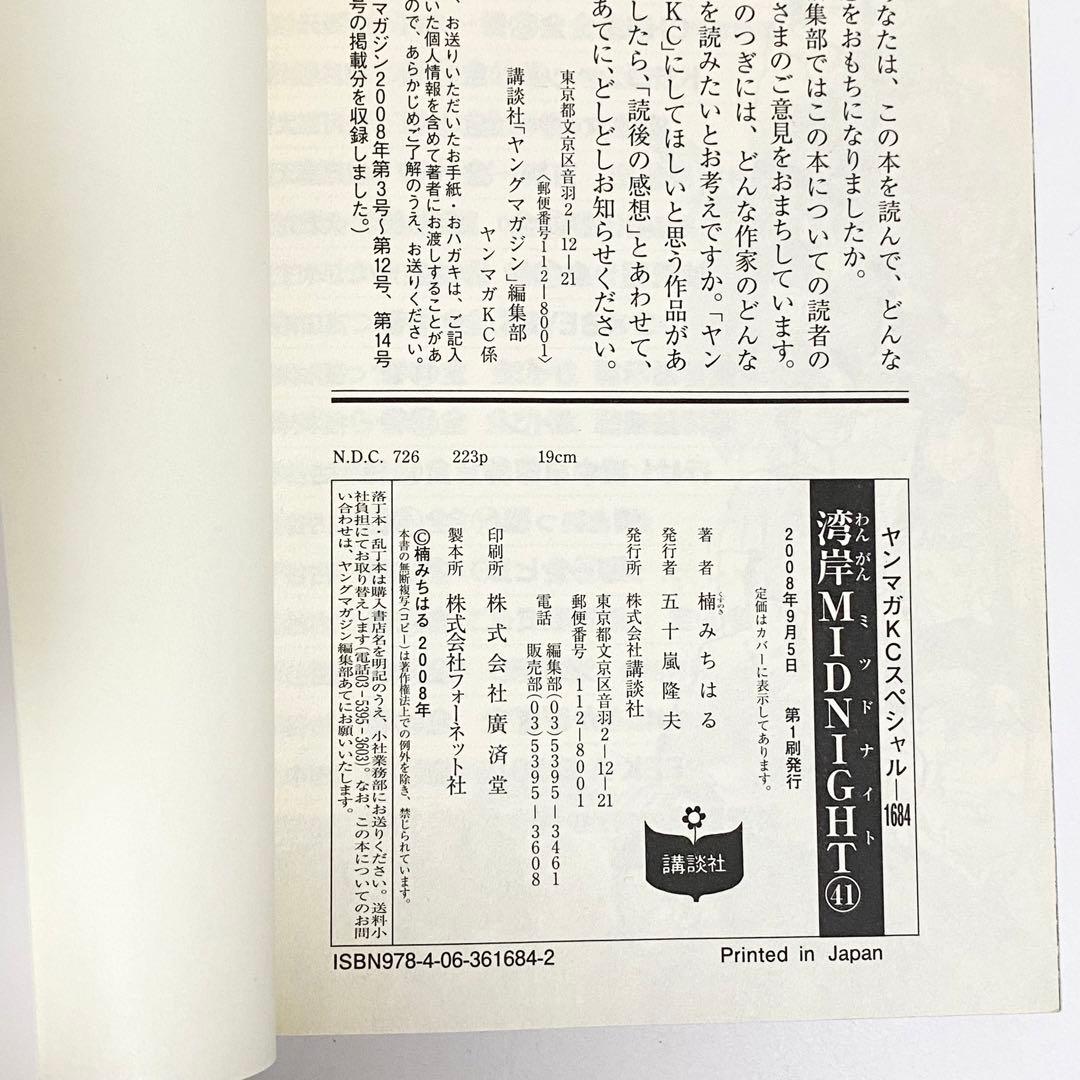 なたは、この本を読んで、どんな
をおもちになりましたか。
集部ではこの本についての読者の
さまのご意見をおまちしています。
のつぎには、どんな作家のどんな
を読みたいとお考えですか。「ヤン
KC」にしてほしいと思う作品があ
したら、「読後の感想」とあわせて、
あてに、どしどしお知らせください。
東京都文京区音羽2―12―21
〈郵便番号112―8001〉
講談社「ヤングマガジン」編集部
ヤンマガKC係
、お送りいただいたお手紙・おハガキは、ご記入
いた個人情報を含めて著者にお渡しすることがあ
ので、あらかじめご了解のうえ、お送りください。
マガジン2008年第3号〜第12号、第14号
号の掲載分を収録しました。)
N.D.C. 726 223p 19cm
ヤンマガKCスペシャル―1684
わんがん ミッドナイト
湾岸MIDNIGHT㊶
2008年9月5日 第1刷発行
定価はカバーに表示してあります。
著者 楠みちはる
くすのき
発行者 五十嵐隆夫
発行所 株式会社講談社
東京都文京区音羽2―12―21
郵便番号 112―8001
電話 編集部(03)5395―3461
販売部(03)5395―3608
印刷所 株式会社廣済堂
製本所 株式会社フォーネット社
©楠みちはる 2008年
本書の無断複写(コピー)は著作権法上での例外を除き、禁じられています。
落丁本・乱丁本は購入書店名を明記のうえ、小社業務部にお送りください。送料小
社負担にてお取り替えします(電話03―5395―3603)。なお、この本についてのお問
い合わせは、ヤングマガジン編集部あてにお願いいたします。
講談社
ISBN978-4-06-361684-2
Printed in Japan